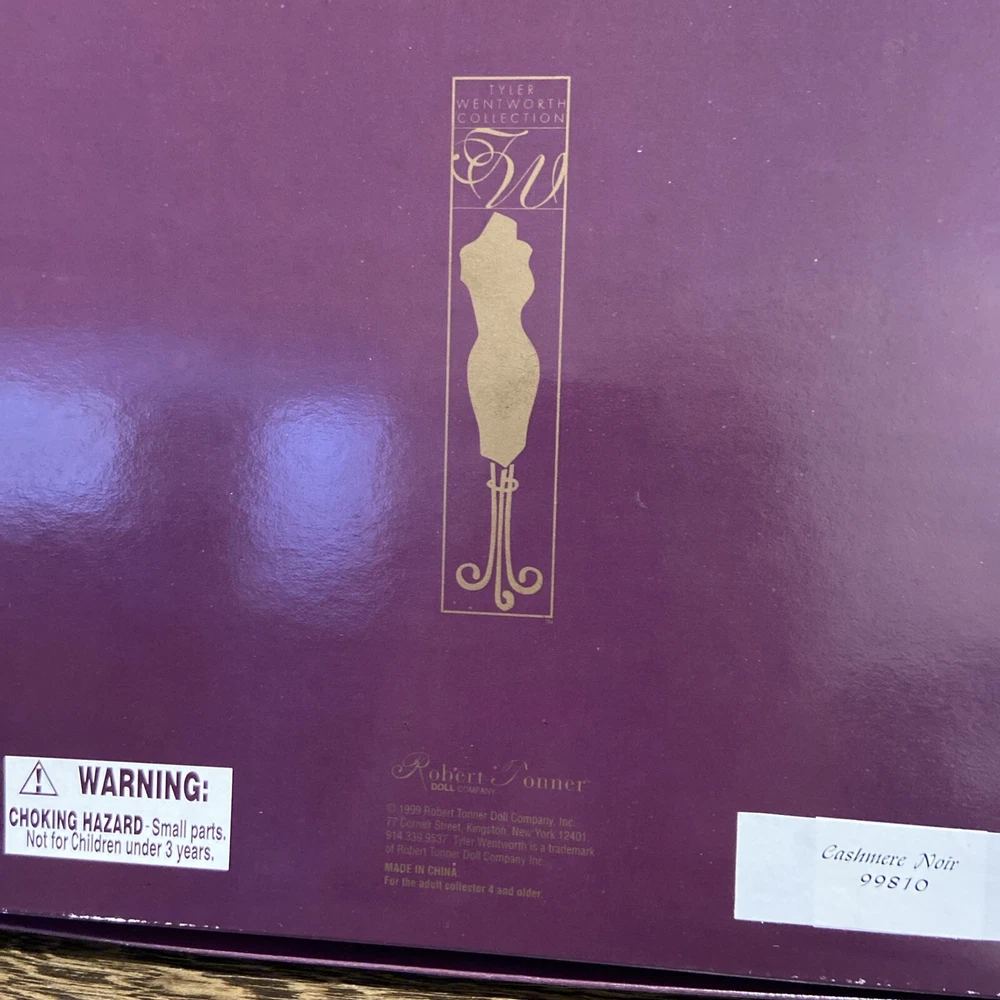 TYLER
WENTWORTH
COLLECTION
TW
Robert Tonner
DOLL COMPANY
© 1999 Robert Tonner Doll Company, Inc.
77 Cornell Street, Kingston, New York 12401
914.339.9537 Tyler Wentworth is a trademark
of Robert Tonner Doll Company Inc.
MADE IN CHINA
For the adult collector 4 and older
WARNING:
CHOKING HAZARD-Small parts.
Not for Children under 3 years.
Cashmere Noir
99810